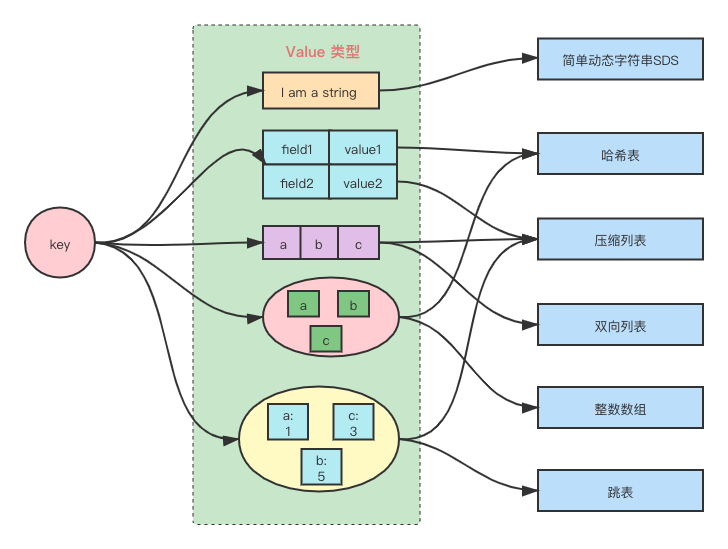 Value 类型
key
I am a string
field1
value1
field2
value2
a
b
c
a
b
c
a:
1
c:
3
b:
5
简单动态字符串SDS
哈希表
压缩列表
双向列表
整数数组
跳表